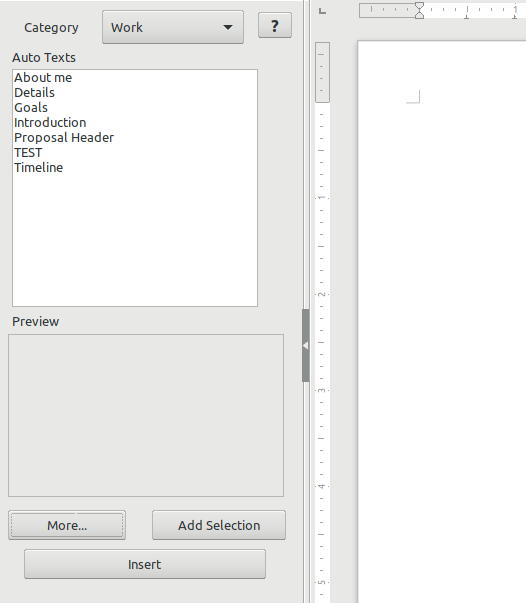 Category Work ?
Auto Texts
About me
Details
Goals
Introduction
Proposal Header
TEST
Timeline
Preview
More... Add Selection
Insert
1
1
2
3
4
5